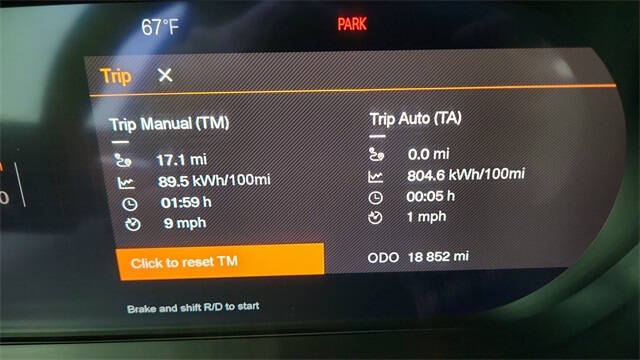 67°F PARK
Trip ✕
Trip Manual (TM)
17.1 mi
89.5 kWh/100mi
01:59 h
9 mph
Click to reset TM
Trip Auto (TA)
0.0 mi
804.6 kWh/100mi
00:05 h
1 mph
ODO 18 852 mi
Brake and shift R/D to start